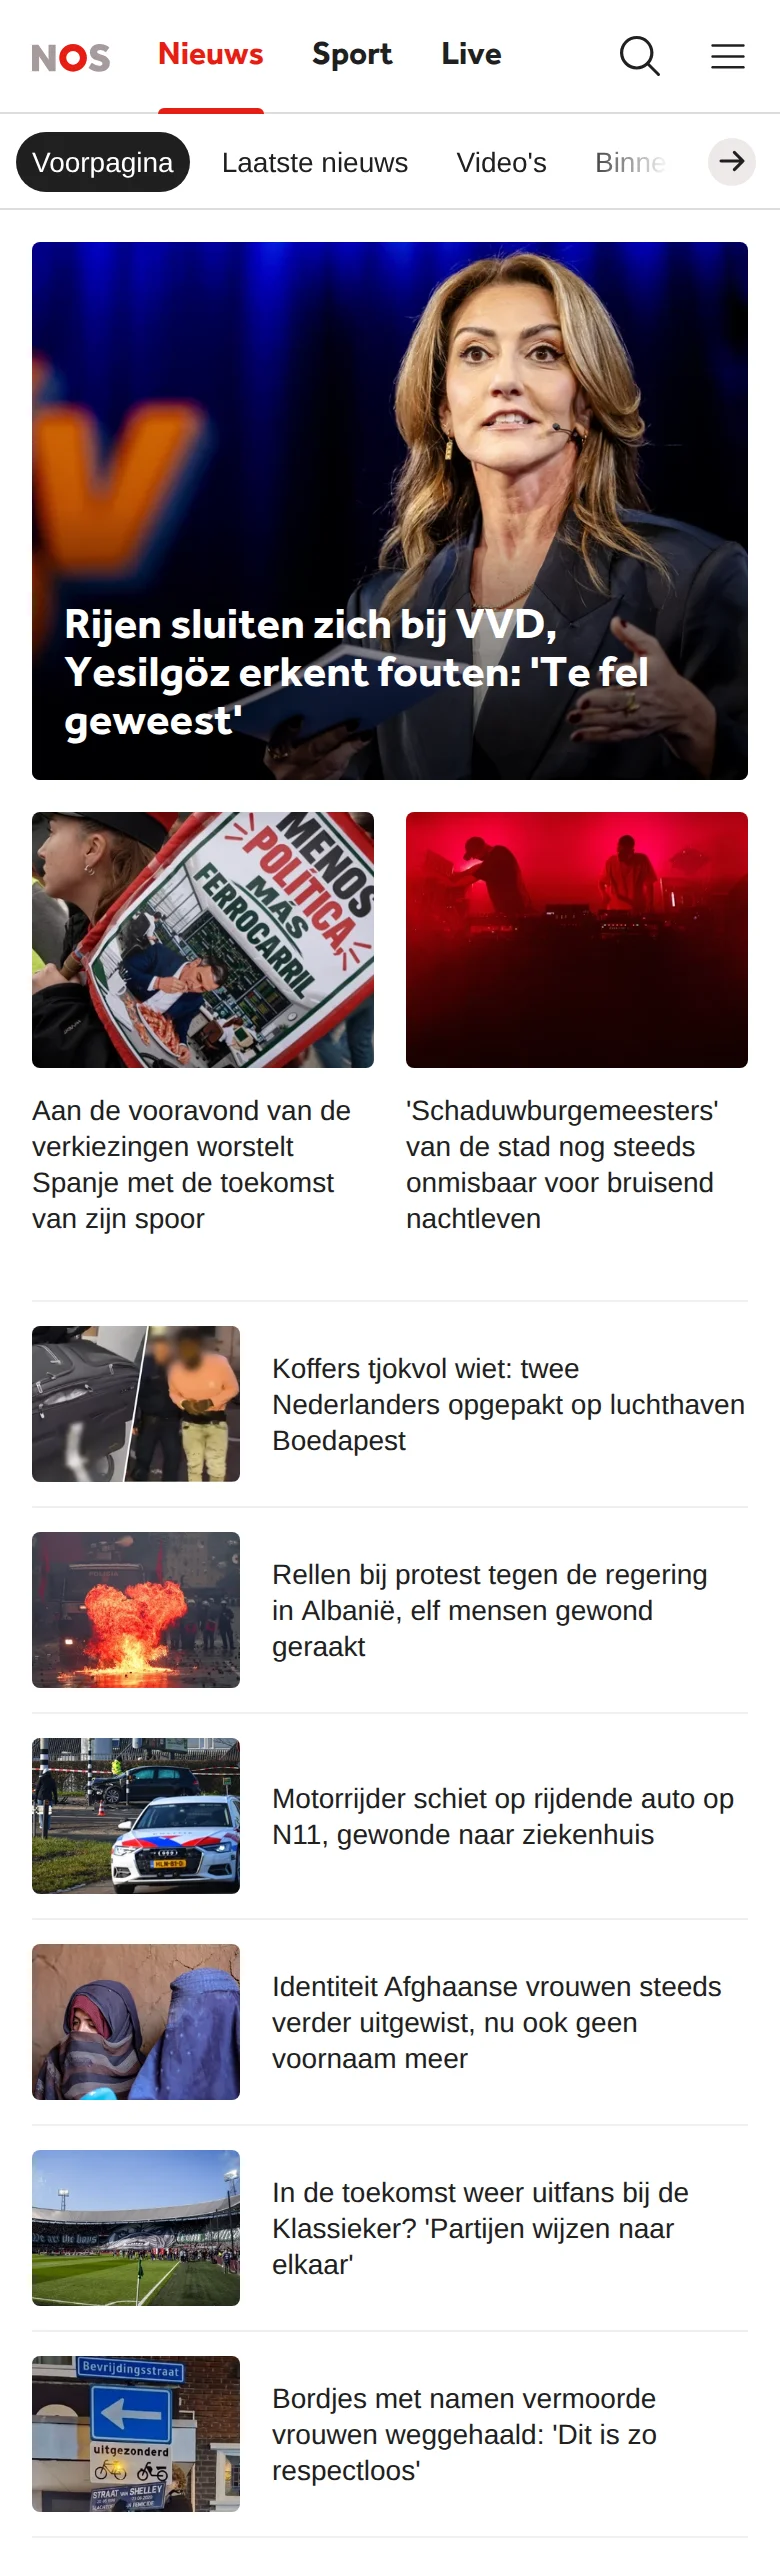 NOS Nieuws Sport Live
Voorpagina Laatste nieuws Video's Binne
Rijen sluiten zich bij VVD,
Yesilgöz erkent fouten: 'Te fel
geweest'
MENOS
POLÍTICA,
MÁS
FERROCARRIL
Aan de vooravond van de
verkiezingen worstelt
Spanje met de toekomst
van zijn spoor
'Schaduwburgemeesters'
van de stad nog steeds
onmisbaar voor bruisend
nachtleven
Koffers tjokvol wiet: twee
Nederlanders opgepakt op luchthaven
Boedapest
Rellen bij protest tegen de regering
in Albanië, elf mensen gewond
geraakt
Motorrijder schiet op rijdende auto op
N11, gewonde naar ziekenhuis
Identiteit Afghaanse vrouwen steeds
verder uitgewist, nu ook geen
voornaam meer
We are the boys
In de toekomst weer uitfans bij de
Klassieker? 'Partijen wijzen naar
elkaar'
Bevrijdingsstraat
uitgezonderd
STRAAT van SHELLEY
Bordjes met namen vermoorde
vrouwen weggehaald: 'Dit is zo
respectloos'